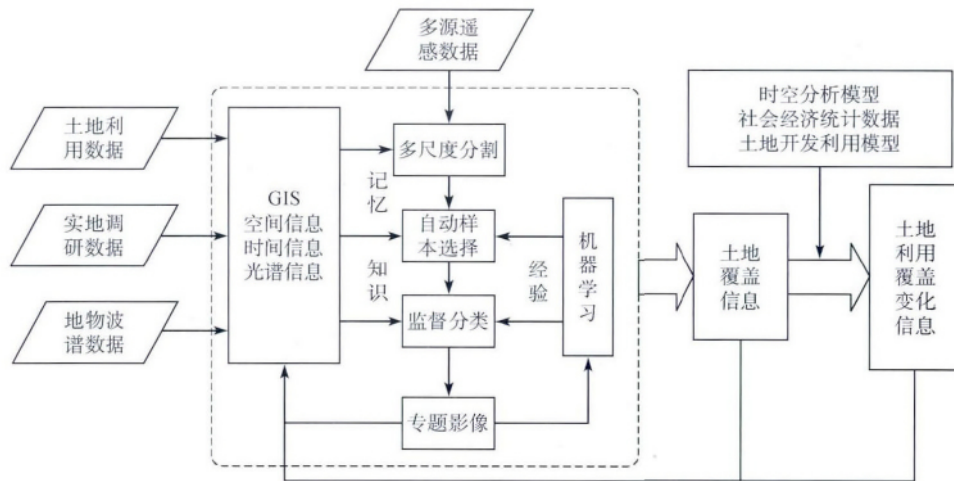 多源遥
感数据
土地利
用数据
实地调
研数据
地物波
谱数据
GIS
空间信息
时间信息
光谱信息
记忆
知识
多尺度分割
自动样
本选择
监督分类
专题影像
经验
机器学习
时空分析模型
社会经济统计数据
土地开发利用模型
土地
覆盖
信息
土地
利用
覆盖
变化
信息